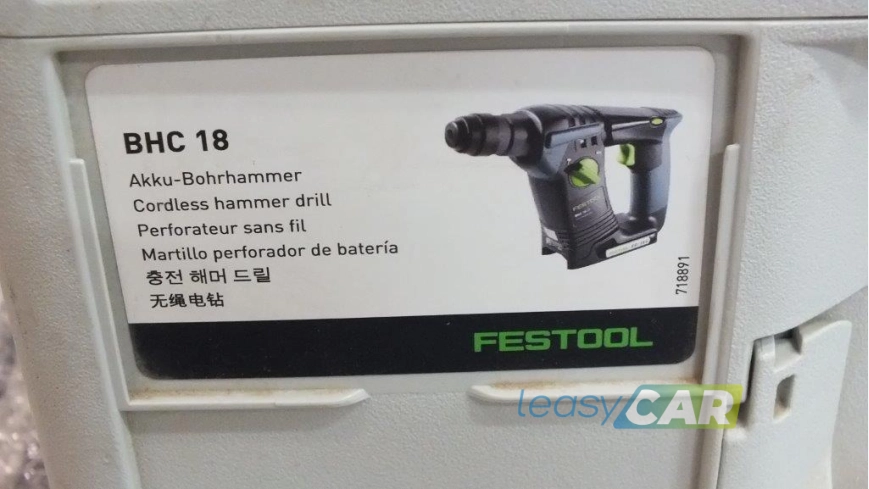 BHC 18
Akku-Bohrhammer
Cordless hammer drill
Perforateur sans fil
Martillo perforador de batería
충전 해머 드릴
无绳电钻
718891
FESTOOL
leasyCAR